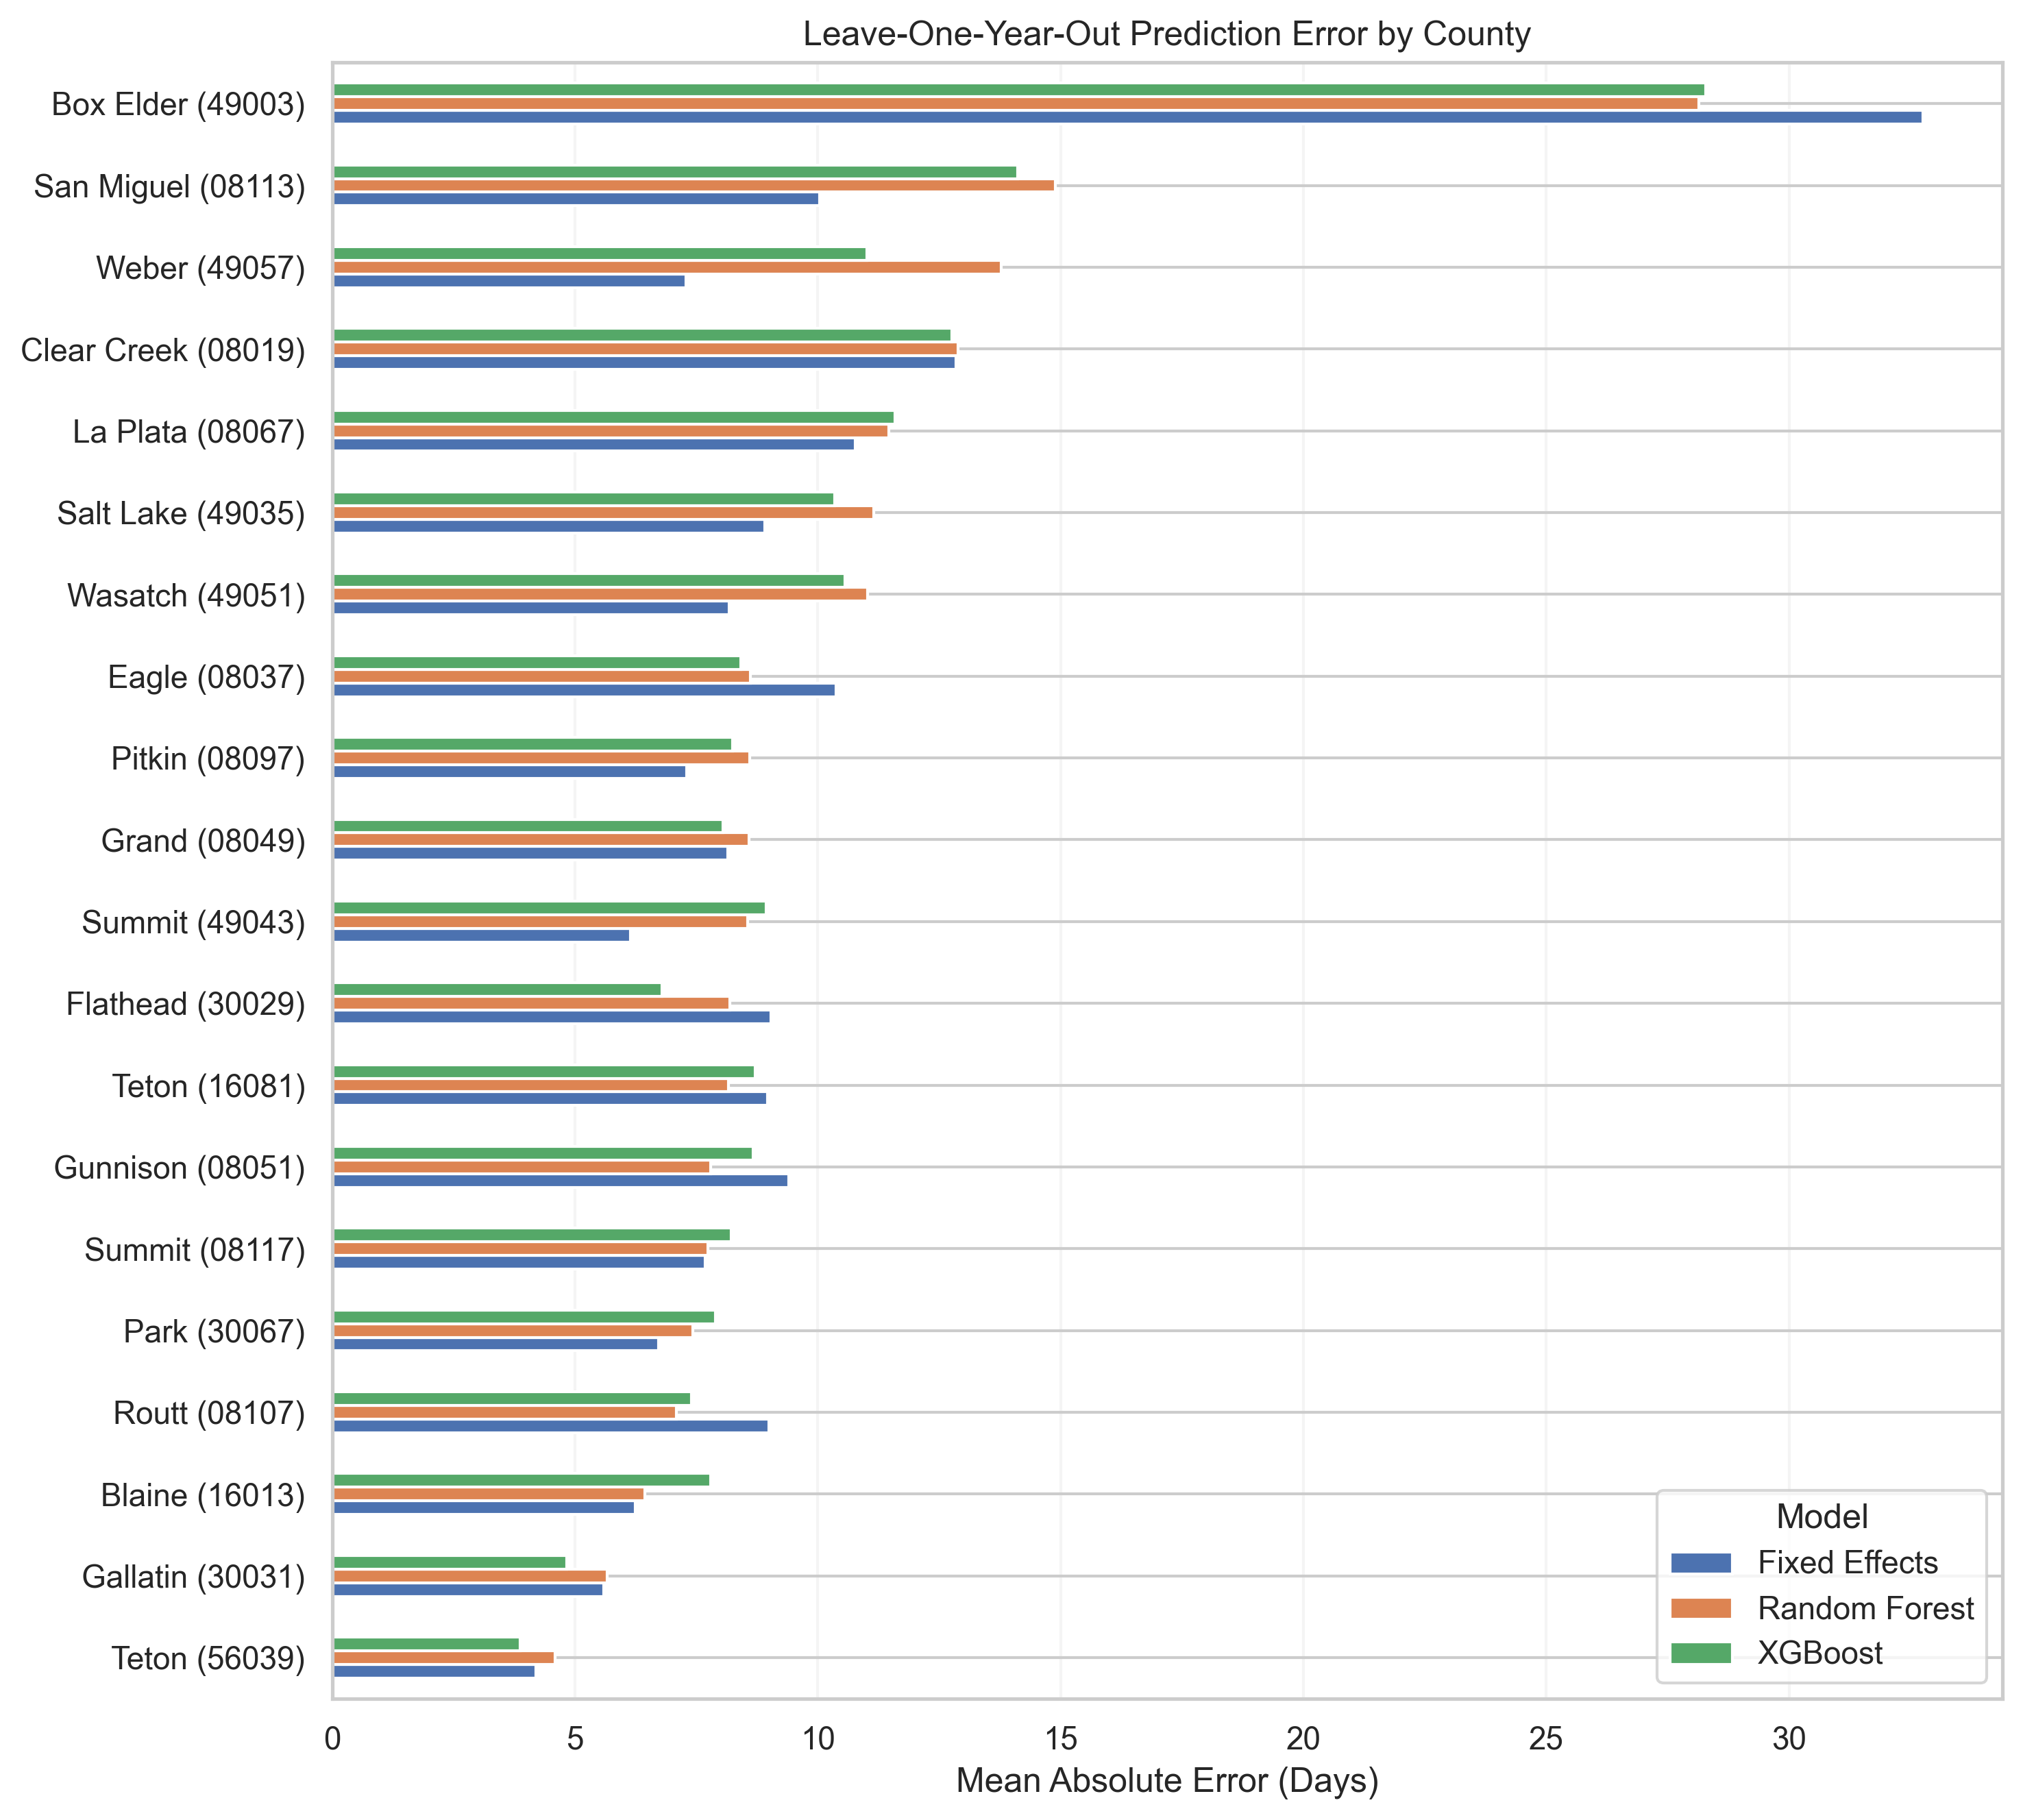 Leave-One-Year-Out Prediction Error by County
Box Elder (49003)
San Miguel (08113)
Weber (49057)
Clear Creek (08019)
La Plata (08067)
Salt Lake (49035)
Wasatch (49051)
Eagle (08037)
Pitkin (08097)
Grand (08049)
Summit (49043)
Flathead (30029)
Teton (16081)
Gunnison (08051)
Summit (08117)
Park (30067)
Routt (08107)
Blaine (16013)
Gallatin (30031)
Teton (56039)
Model
Fixed Effects
Random Forest
XGBoost
0 5 10 15 20 25 30
Mean Absolute Error (Days)